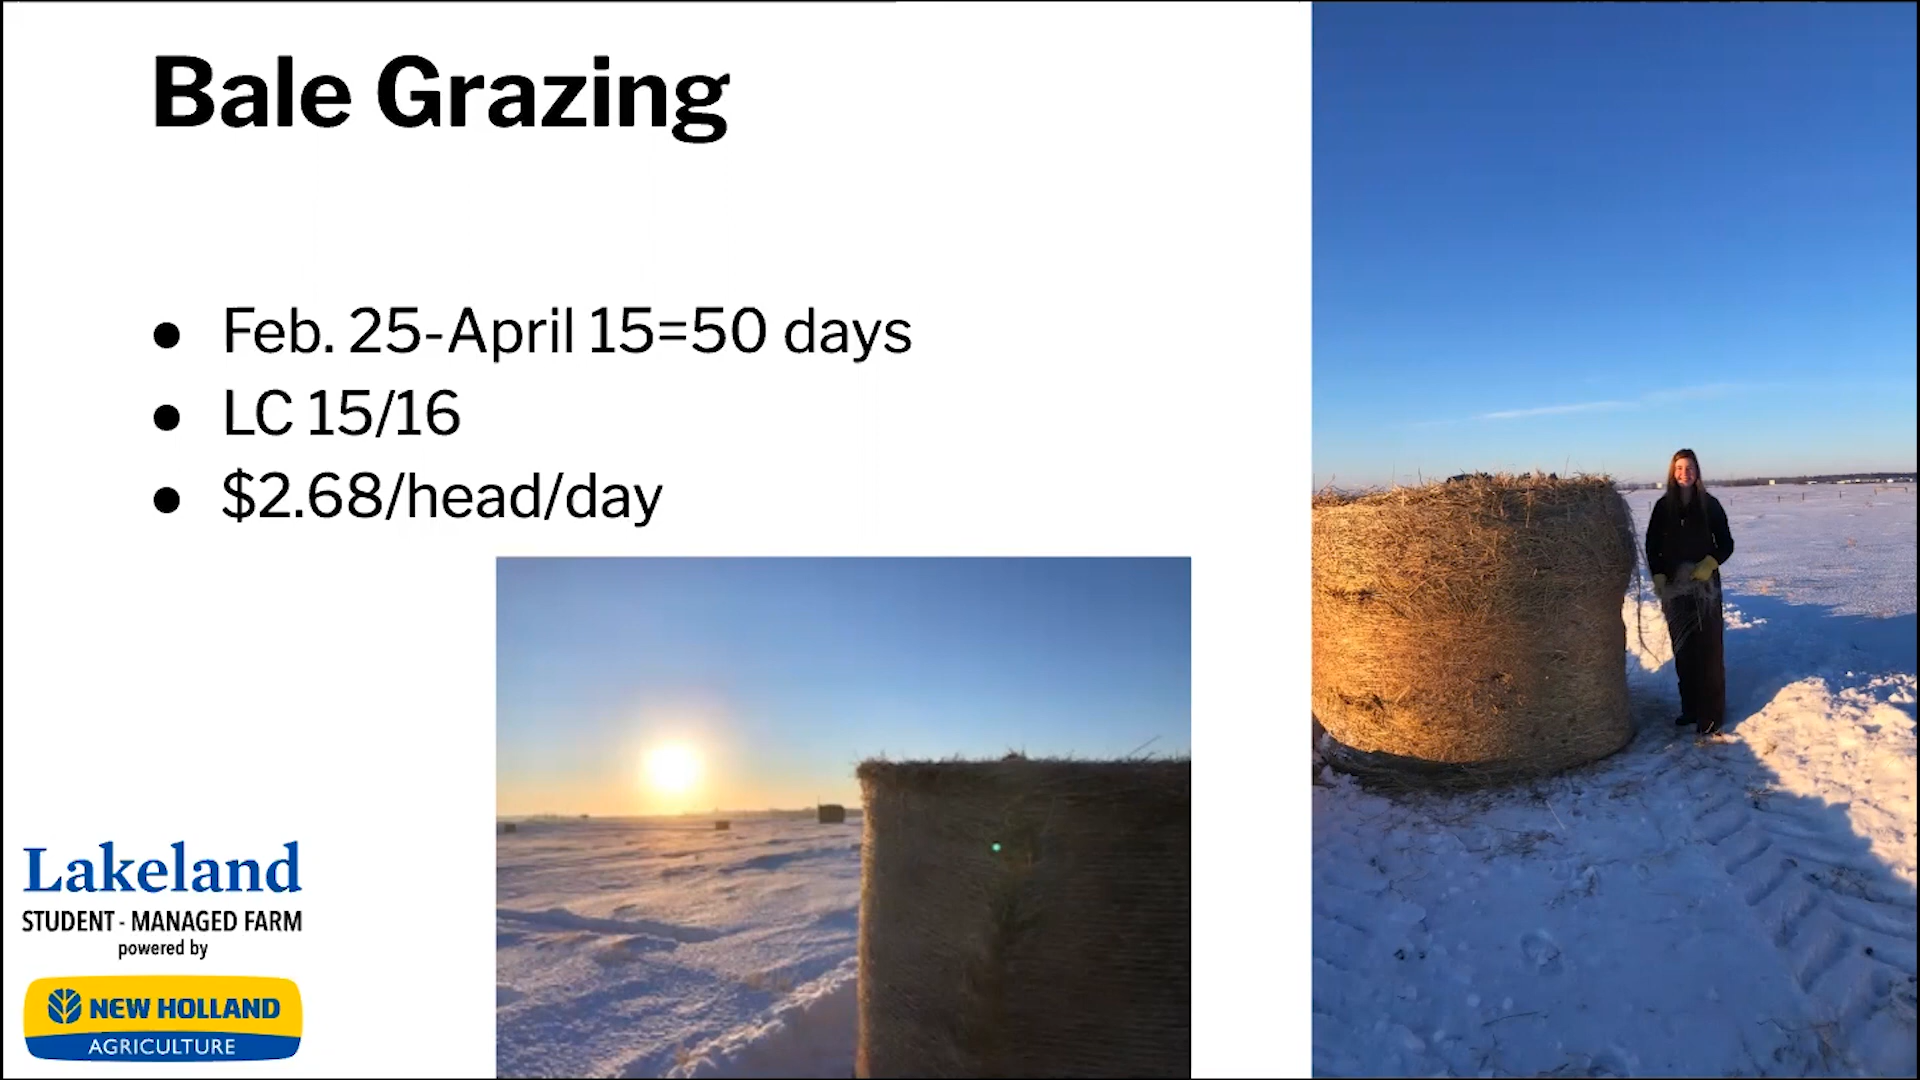 Bale Grazing
● Feb. 25-April 15=50 days
● LC 15/16
● $2.68/head/day
Lakeland
STUDENT - MANAGED FARM
powered by
NEW HOLLAND
AGRICULTURE